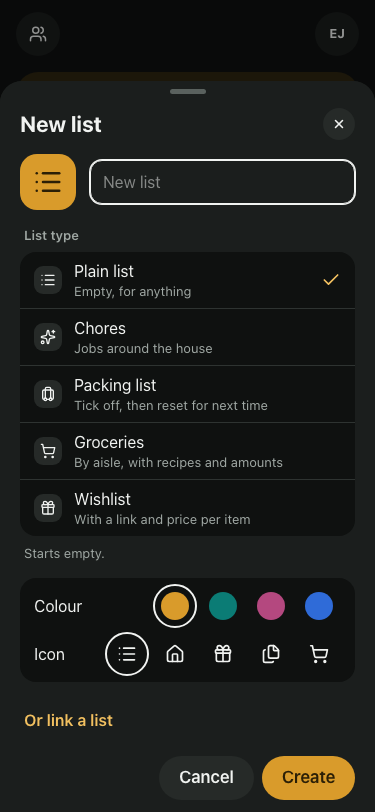 EJ
New list
New list
List type
Plain list
Empty, for anything
Chores
Jobs around the house
Packing list
Tick off, then reset for next time
Groceries
By aisle, with recipes and amounts
Wishlist
With a link and price per item
Starts empty.
Colour
Icon
Or link a list
Cancel
Create